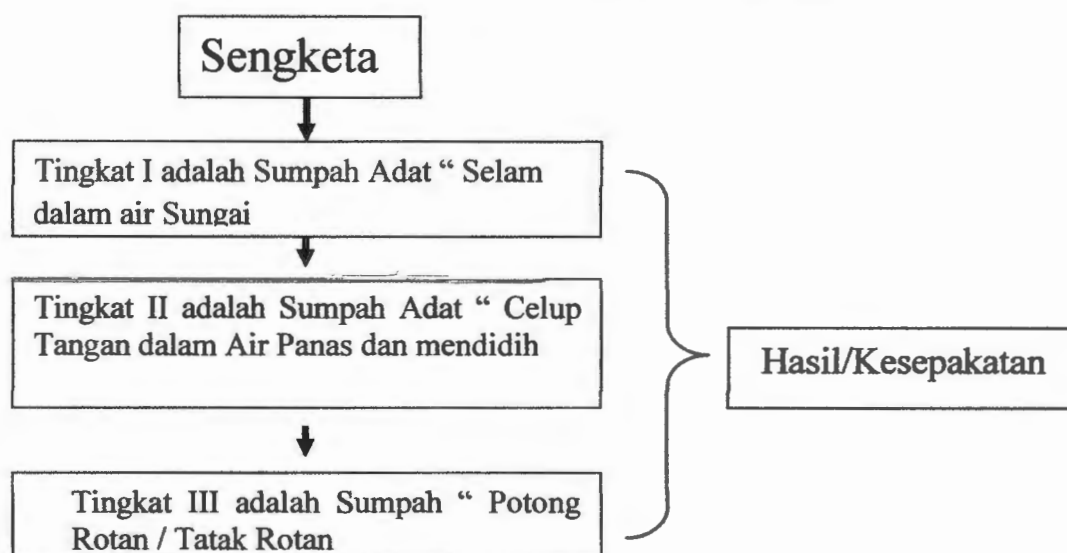 Sengketa
Tingkat I adalah Sumpah Adat “ Selam
dalam air Sungai
Tingkat II adalah Sumpah Adat “ Celup
Tangan dalam Air Panas dan mendidih
Hasil/Kesepakatan
Tingkat III adalah Sumpah “ Potong
Rotan / Tatak Rotan